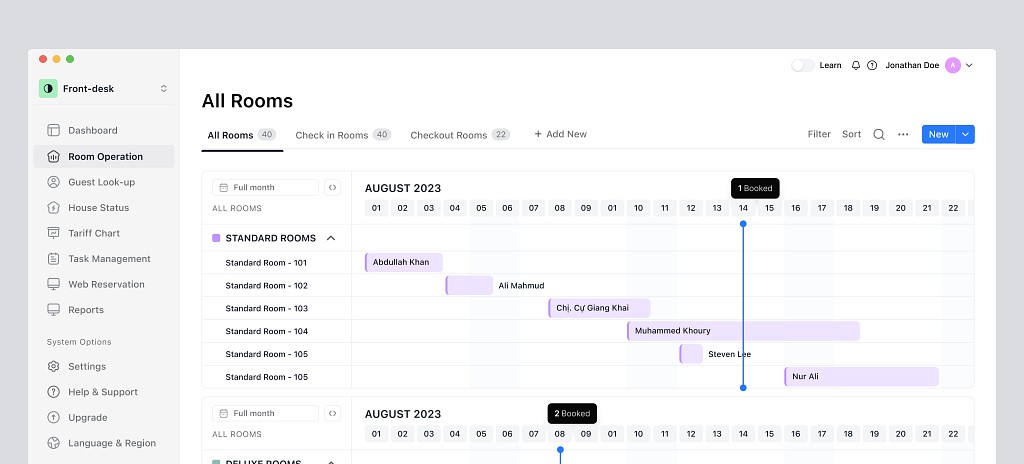 Learn
Jonathan Doe A
Front-desk
Dashboard
Room Operation
Guest Look-up
House Status
Tariff Chart
Task Management
Web Reservation
Reports
System Options
Settings
Help & Support
Upgrade
Language & Region
All Rooms
All Rooms 40 Check in Rooms 40 Checkout Rooms 22 + Add New
Filter Sort New
Full month
ALL ROOMS
AUGUST 2023
1 Booked
01 02 03 04 05 06 07 08 09 01 10 11 12 13 14 15 16 17 18 19 20 21 22
STANDARD ROOMS
Standard Room - 101 Abdullah Khan
Standard Room - 102 Ali Mahmud
Standard Room - 103 Chị. Cự Giang Khai
Standard Room - 104 Muhammed Khoury
Standard Room - 105 Steven Lee
Standard Room - 105 Nur Ali
Full month
ALL ROOMS
AUGUST 2023
2 Booked
01 02 03 04 05 06 07 08 09 01 10 11 12 13 14 15 16 17 18 19 20 21 22
DELUXE ROOMS